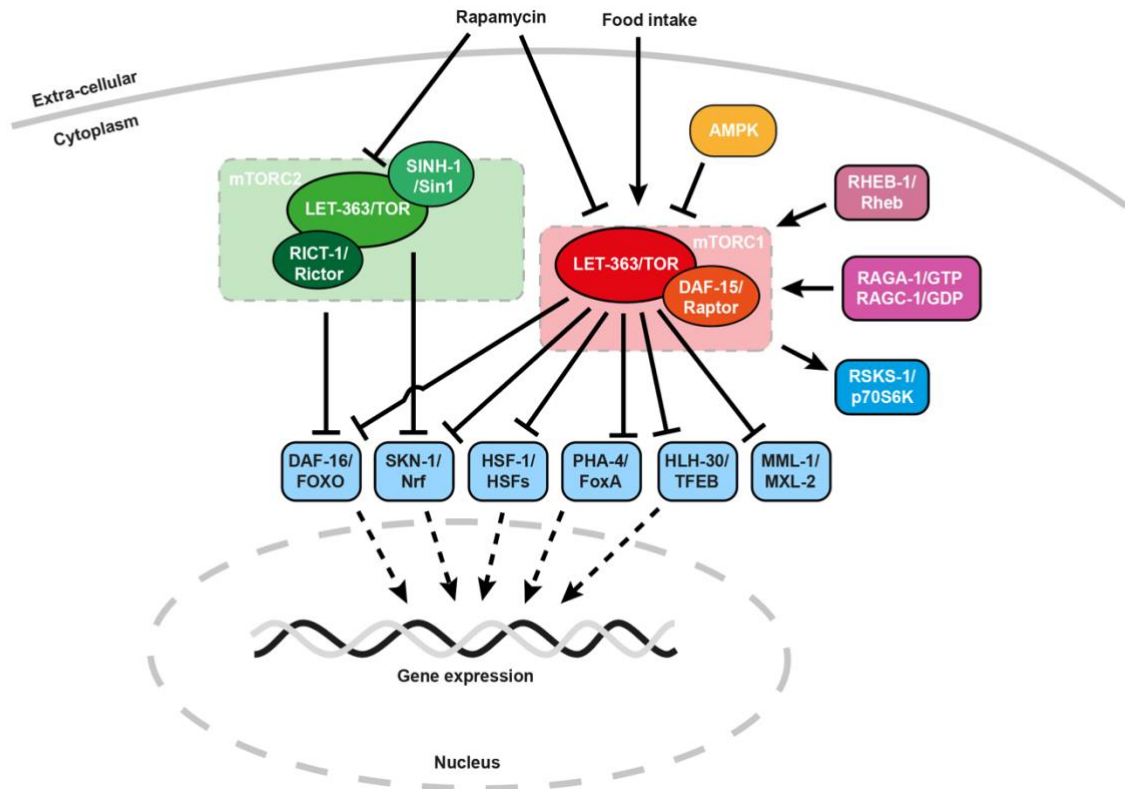 Rapamycin
Food intake
Extra-cellular
Cytoplasm
AMPK
SINH-1
/Sin1
mTORC2
LET-363/TOR
RICT-1/
Rictor
RHEB-1/
Rheb
mTORC1
LET-363/TOR
DAF-15/
Raptor
RAGA-1/GTP
RAGC-1/GDP
RSKS-1/
p70S6K
DAF-16/
FOXO
SKN-1/
Nrf
HSF-1/
HSFs
PHA-4/
FoxA
HLH-30/
TFEB
MML-1/
MXL-2
Gene expression
Nucleus